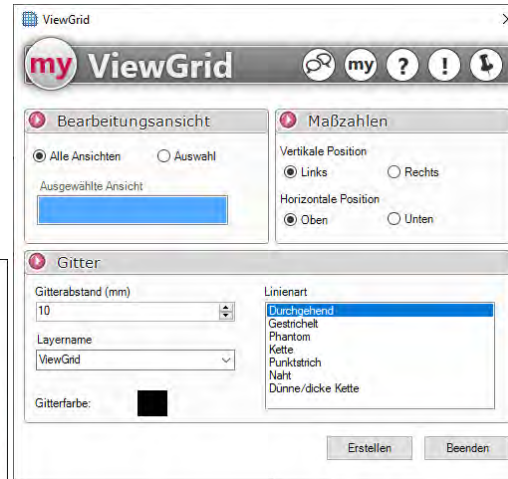 ViewGrid
my ViewGrid
my ? !
Bearbeitungsansicht
Alle Ansichten Auswahl
Ausgewählte Ansicht
Maßzahlen
Vertikale Position
Links Rechts
Horizontale Position
Oben Unten
Gitter
Gitterabstand (mm)
10
Layername
ViewGrid
Gitterfarbe:
Linienart
Durchgehend
Gestrichelt
Phantom
Kette
Punktstrich
Naht
Dünne/dicke Kette
Erstellen Beenden